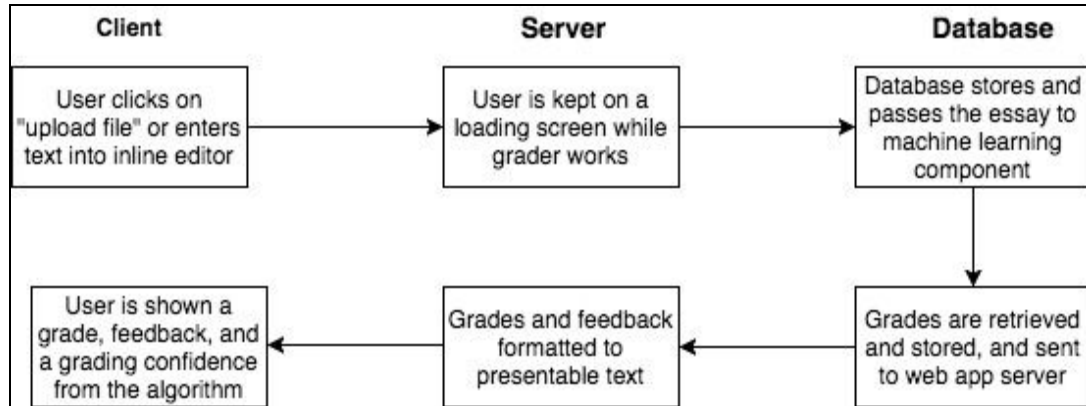 Client
Server
Database
User clicks on
"upload file" or enters
text into inline editor
User is kept on a
loading screen while
grader works
Database stores and
passes the essay to
machine learning
component
User is shown a
grade, feedback, and
a grading confidence
from the algorithm
Grades and feedback
formatted to
presentable text
Grades are retrieved
and stored, and sent
to web app server